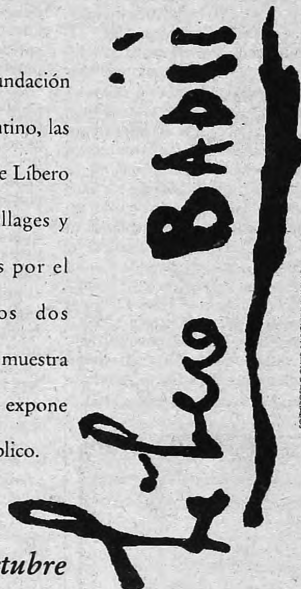 undación
tino, las
e Líbero
llages y
s por el
os dos
muestra
expone
blico.
tubre
Líbero BADII